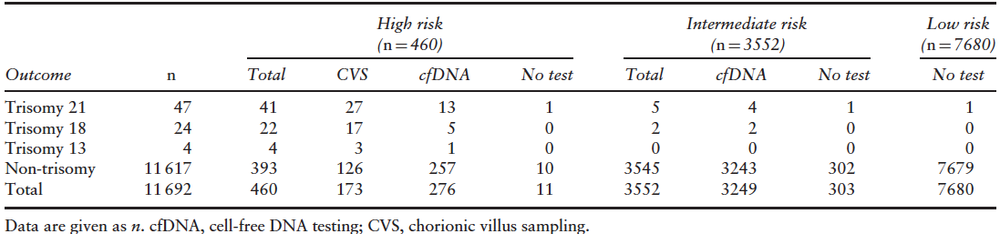 High risk Intermediate risk Low risk
(n = 460) (n = 3552) (n = 7680)
Outcome n Total CVS cfDNA No test Total cfDNA No test No test
Trisomy 21 47 41 27 13 1 5 4 1 1
Trisomy 18 24 22 17 5 0 2 2 0 0
Trisomy 13 4 4 3 1 0 0 0 0 0
Non-trisomy 11 617 393 126 257 10 3545 3243 302 7679
Total 11 692 460 173 276 11 3552 3249 303 7680
Data are given as n. cfDNA, cell-free DNA testing; CVS, chorionic villus sampling.